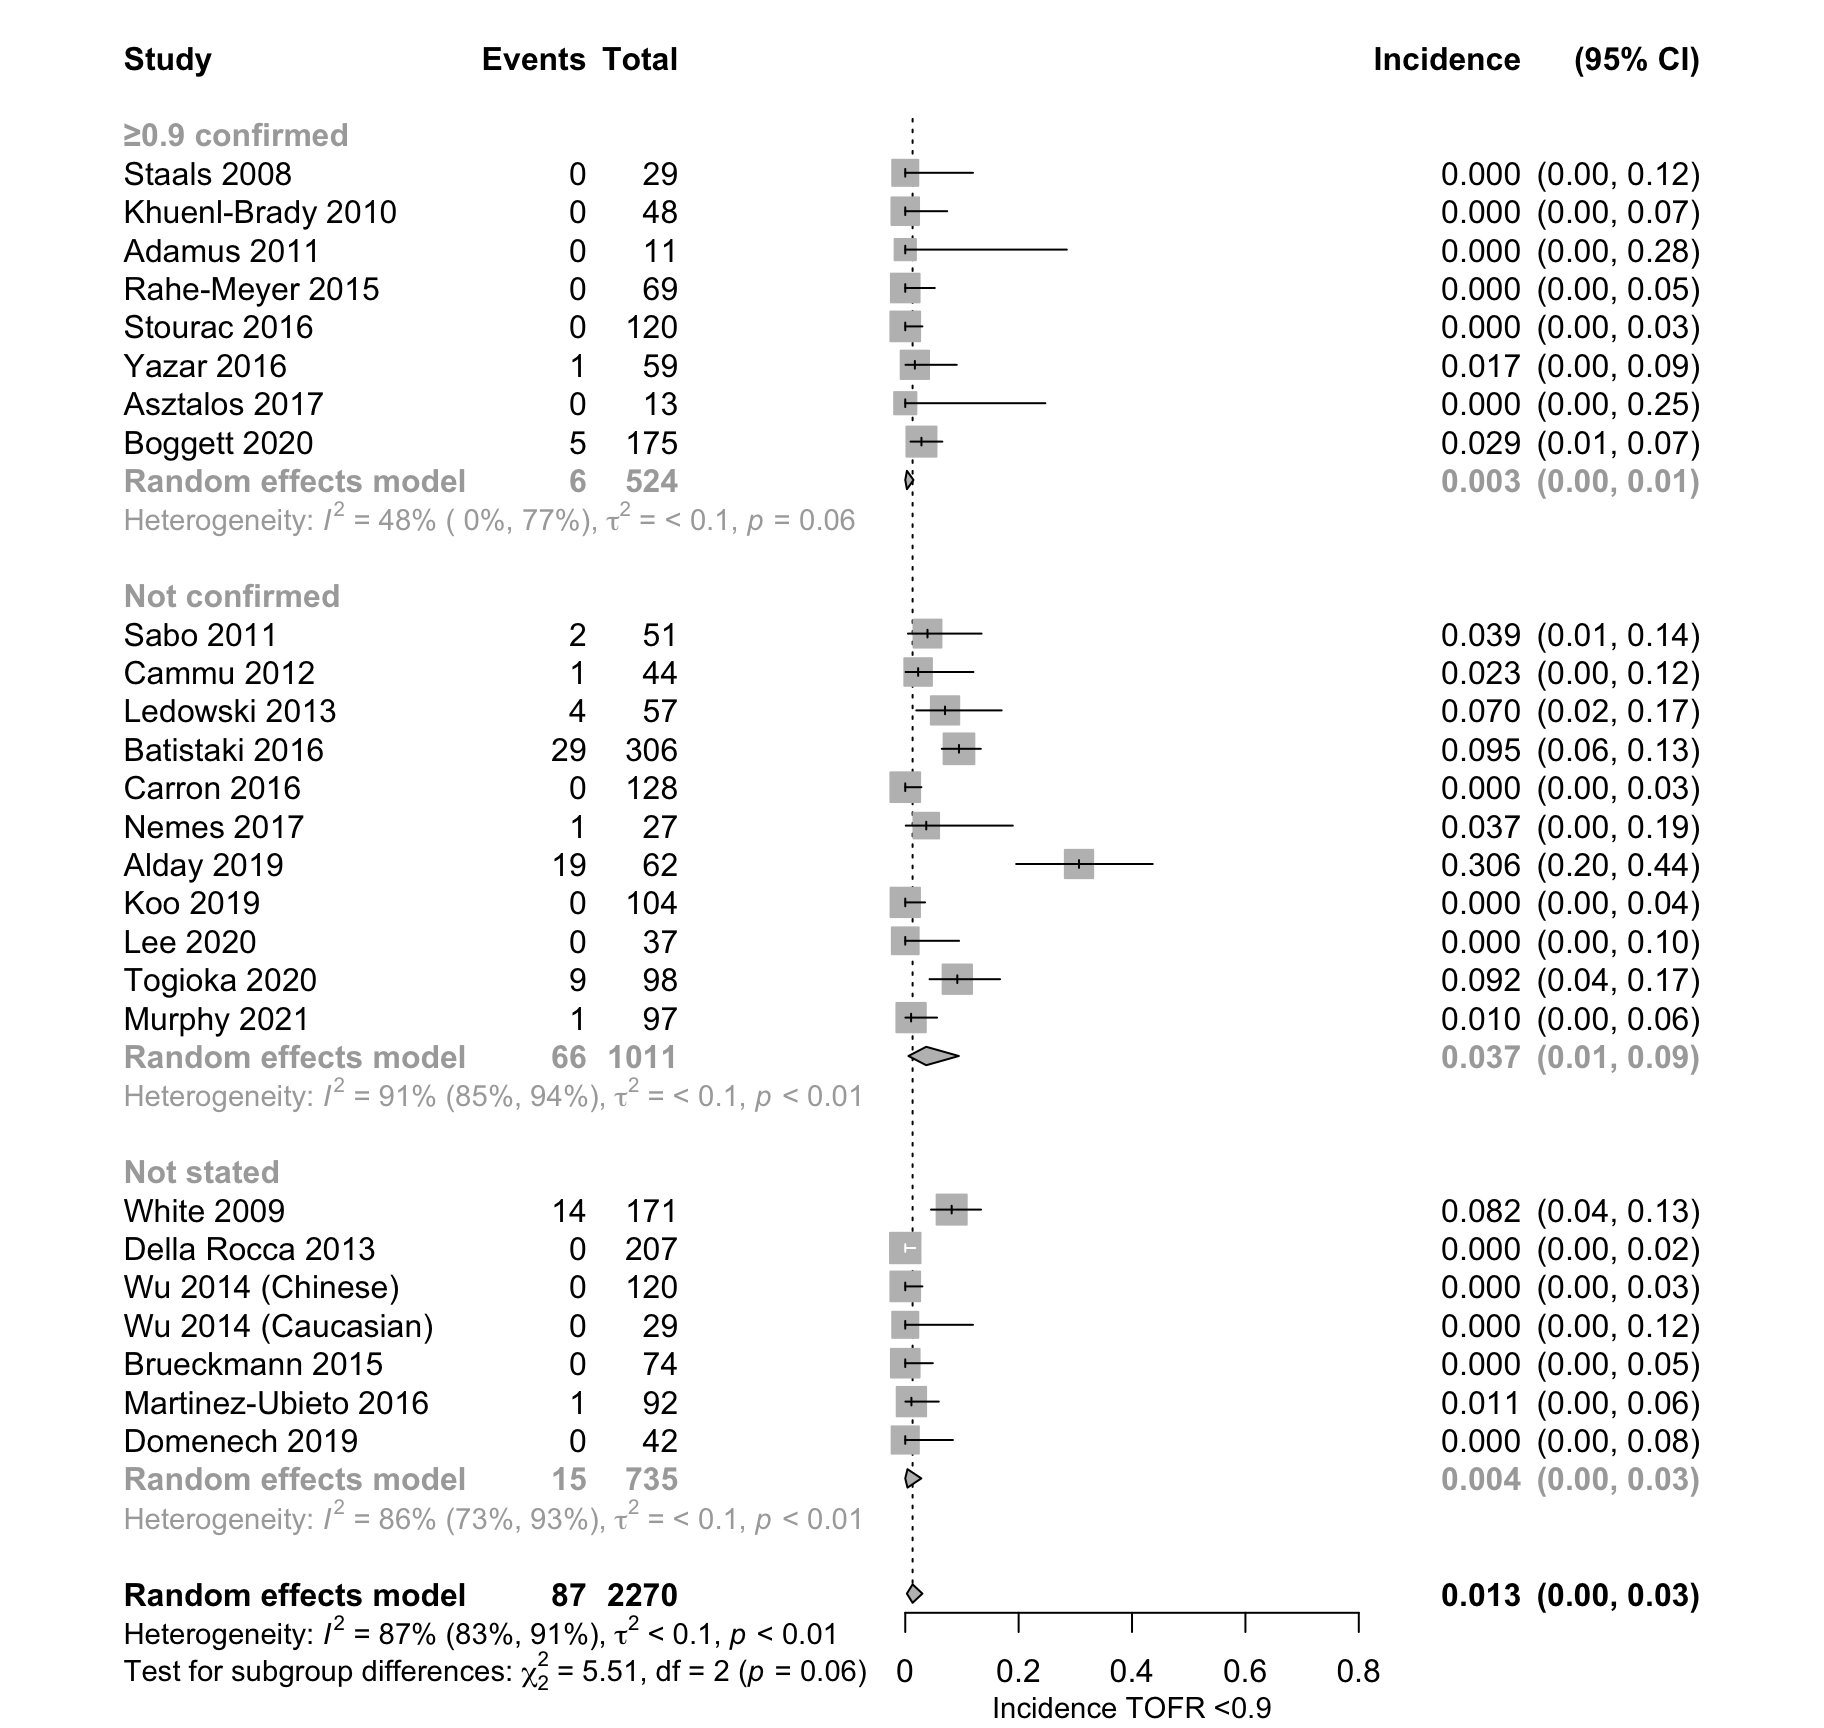 Study Events Total Incidence (95% CI)
≥0.9 confirmed
Staals 2008 0 29 0.000 (0.00, 0.12)
Khuenl-Brady 2010 0 48 0.000 (0.00, 0.07)
Adamus 2011 0 11 0.000 (0.00, 0.28)
Rahe-Meyer 2015 0 69 0.000 (0.00, 0.05)
Stourac 2016 0 120 0.000 (0.00, 0.03)
Yazar 2016 1 59 0.017 (0.00, 0.09)
Asztalos 2017 0 13 0.000 (0.00, 0.25)
Boggett 2020 5 175 0.029 (0.01, 0.07)
Random effects model 6 524 0.003 (0.00, 0.01)
Heterogeneity: I² = 48% ( 0%, 77%), τ² = < 0.1, p = 0.06
Not confirmed
Sabo 2011 2 51 0.039 (0.01, 0.14)
Cammu 2012 1 44 0.023 (0.00, 0.12)
Ledowski 2013 4 57 0.070 (0.02, 0.17)
Batistaki 2016 29 306 0.095 (0.06, 0.13)
Carron 2016 0 128 0.000 (0.00, 0.03)
Nemes 2017 1 27 0.037 (0.00, 0.19)
Alday 2019 19 62 0.306 (0.20, 0.44)
Koo 2019 0 104 0.000 (0.00, 0.04)
Lee 2020 0 37 0.000 (0.00, 0.10)
Togioka 2020 9 98 0.092 (0.04, 0.17)
Murphy 2021 1 97 0.010 (0.00, 0.06)
Random effects model 66 1011 0.037 (0.01, 0.09)
Heterogeneity: I² = 91% (85%, 94%), τ² = < 0.1, p < 0.01
Not stated
White 2009 14 171 0.082 (0.04, 0.13)
Della Rocca 2013 0 207 0.000 (0.00, 0.02)
Wu 2014 (Chinese) 0 120 0.000 (0.00, 0.03)
Wu 2014 (Caucasian) 0 29 0.000 (0.00, 0.12)
Brueckmann 2015 0 74 0.000 (0.00, 0.05)
Martinez-Ubieto 2016 1 92 0.011 (0.00, 0.06)
Domenech 2019 0 42 0.000 (0.00, 0.08)
Random effects model 15 735 0.004 (0.00, 0.03)
Heterogeneity: I² = 86% (73%, 93%), τ² = < 0.1, p < 0.01
Random effects model 87 2270 0.013 (0.00, 0.03)
Heterogeneity: I² = 87% (83%, 91%), τ² < 0.1, p < 0.01
Test for subgroup differences: χ²₂ = 5.51, df = 2 (p = 0.06) 0 0.2 0.4 0.6 0.8
Incidence TOFR <0.9